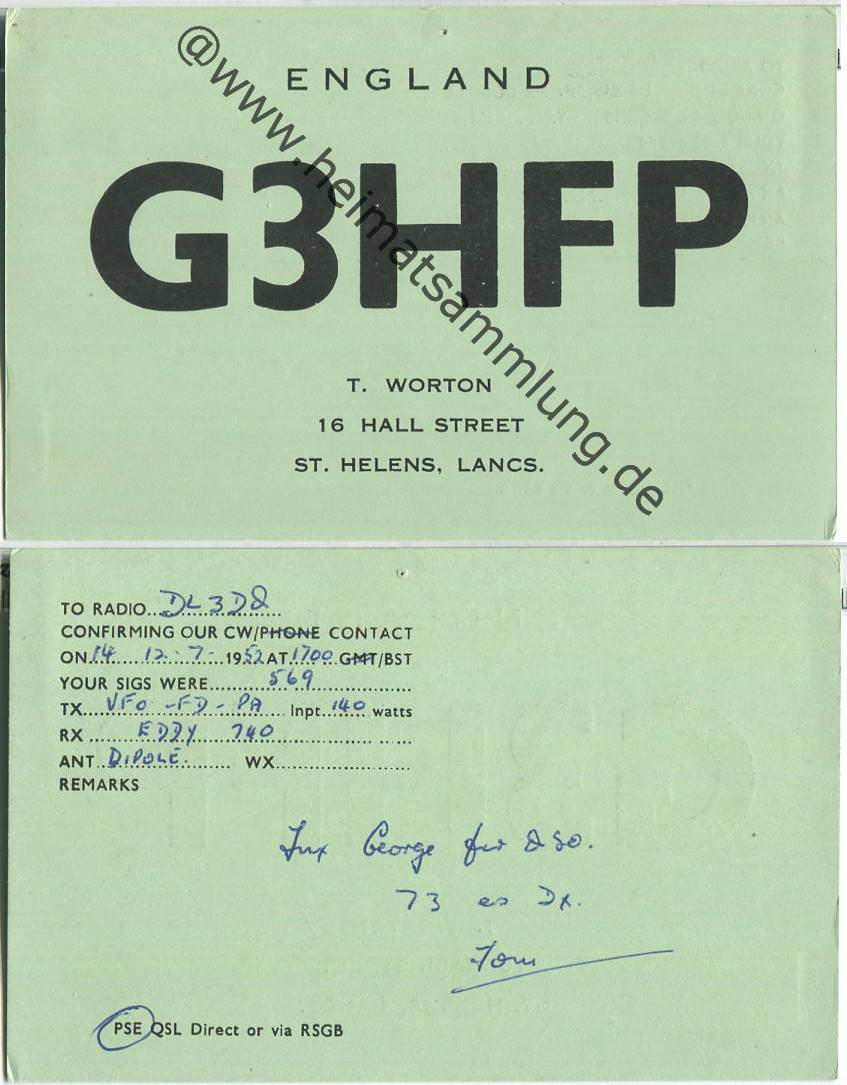 @www.heimatsammlung.de
ENGLAND
G3HFP
T. WORTON
16 HALL STREET
ST. HELENS, LANCS.
TO RADIO DL3DQ
CONFIRMING OUR CW/PHONE CONTACT
ON 14 12-7-1952 AT 1700 GMT/BST
YOUR SIGS WERE 569
TX VFO-FD-PA Inpt 140 watts
RX EDDY 740
ANT DIPOLE. WX
REMARKS
Tnx George fer QSO.
73 es Dx.
Tom
PSE QSL Direct or via RSGB